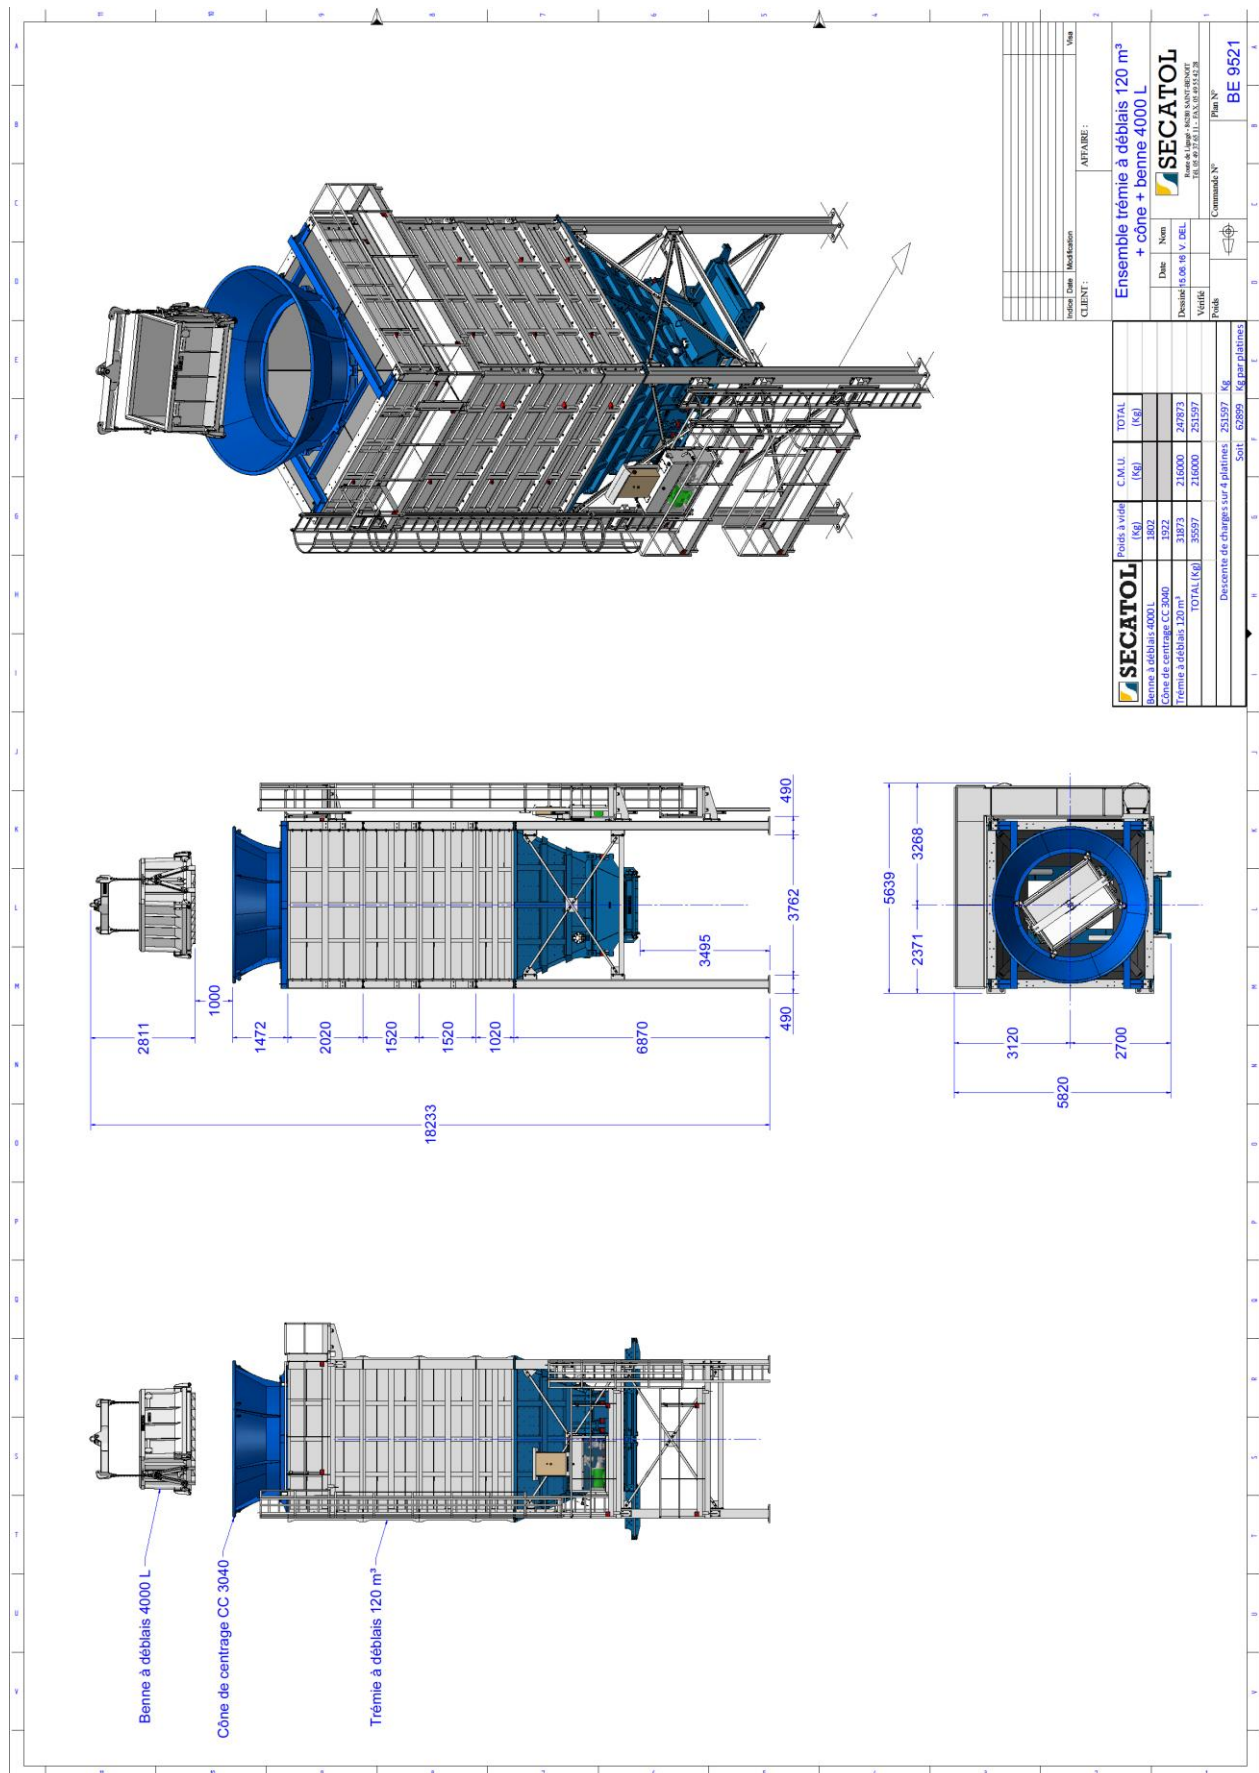 Benne à déblais 4000 L
Cône de centrage CC 3040
Trémie à déblais 120 m³
2811
1000
1472
2020
1520
1520
1020
6870
18233
490
3762
490
3495
5639
2371
3268
3120
2700
5820
SECATOL
Poids à vide (Kg)
C.M.U. (Kg)
TOTAL (Kg)
Benne à déblais 4000 L 1802
Cône de centrage CC 3040 1922
Trémie à déblais 120 m³ 31873 216000 247873
TOTAL (Kg) 35597 216000 251597
Descente de charges sur 4 platines 251597 Kg
Soit 62899 Kg par platines
Indice Date Modification Visa
CLIENT : AFFAIRE :
Ensemble trémie à déblais 120 m³
+ cône + benne 4000 L
Date Nom
Dessiné 15.06.16 V. DEL
Vérifié
Poids
SECATOL
Route de Ligugé - 86280 SAINT-BENOIT
Commande N°
Plan N°
BE 9521